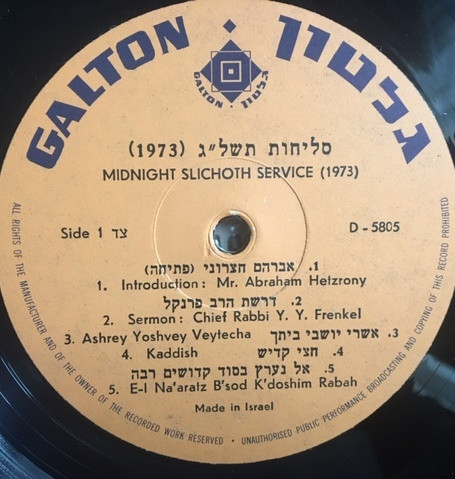 GALTON
גלטון
GALTON גלטון
סליחות תשל"ג (1973)
MIDNIGHT SLICHOTH SERVICE (1973)
Side 1 צד
D - 5805
1. אברהם חצרוני (פתיחה)
1. Introduction: Mr. Abraham Hetzrony
2. דרשת הרב פרנקל
2. Sermon: Chief Rabbi Y. Y. Frenkel
3. Ashrey Yoshvey Veytecha 3. אשרי יושבי ביתך
4. Kaddish 4. חצי קדיש
5. אל נערץ בסוד קדושים רבה
5. E-l Na'aratz B'sod K'doshim Rabah
Made in Israel
ALL RIGHTS OF THE MANUFACTURER AND OF THE OWNER OF THE RECORDED WORK RESERVED • UNAUTHORISED PUBLIC PERFORMANCE BROADCASTING AND COPYING OF THIS RECORD PROHIBITED